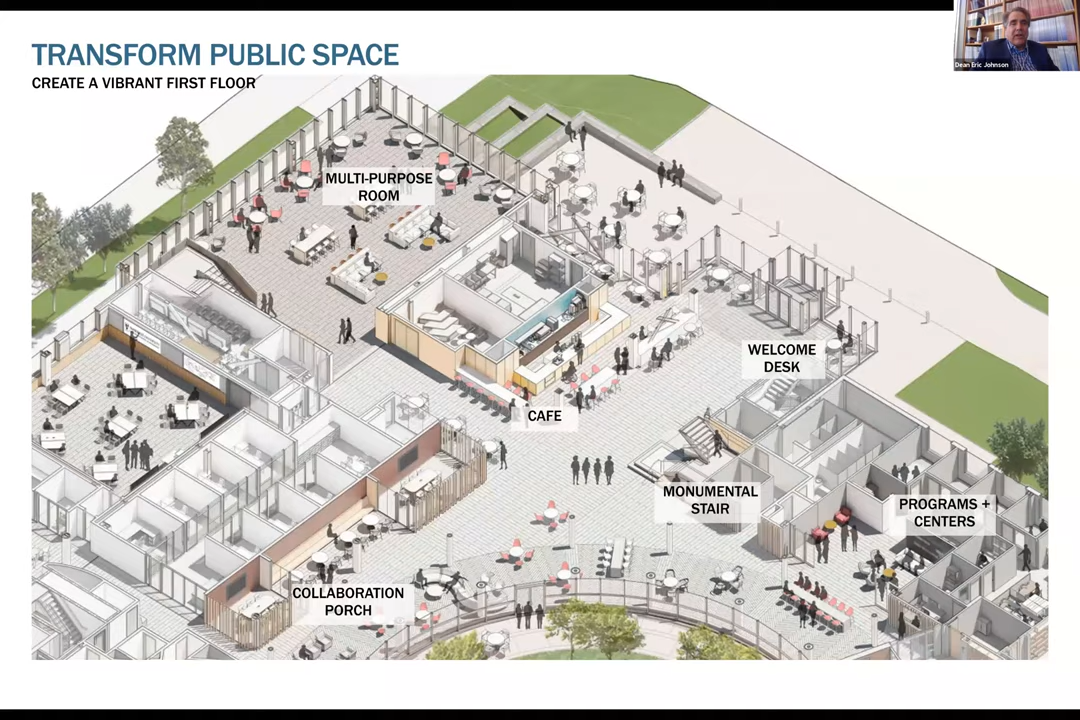 TRANSFORM PUBLIC SPACE
CREATE A VIBRANT FIRST FLOOR
Dean Eric Johnson
MULTI-PURPOSE
ROOM
WELCOME
DESK
CAFE
MONUMENTAL
STAIR
PROGRAMS +
CENTERS
COLLABORATION
PORCH